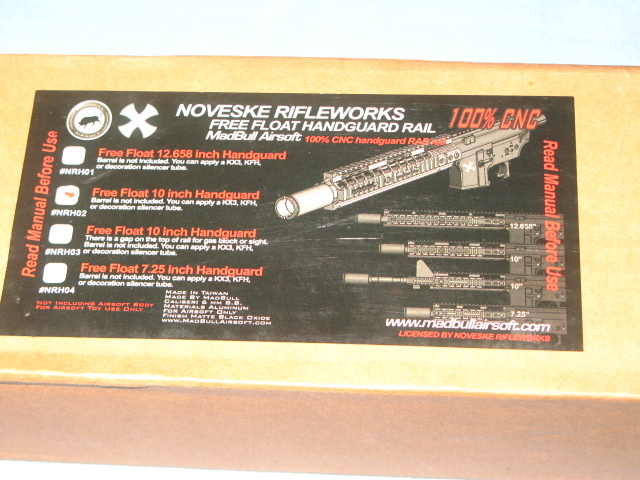 NOVESKE RIFLEWORKS
FREE FLOAT HANDGUARD RAIL
100% CNC
MadBull Airsoft 100% CNC handguard RAS rail
Read Manual Before Use
#NRH01
Free Float 12.658 inch Handguard
Barrel is not included. You can apply a KX3, KFH,
or decoration silencer tube.
#NRH02
Free Float 10 inch Handguard
Barrel is not included. You can apply a KX3, KFH,
or decoration silencer tube.
#NRH03
Free Float 10 inch Handguard
There is a gap on the top of rail for gas block or sight.
Barrel is not included. You can apply a KX3, KFH,
or decoration silencer tube.
#NRH04
Free Float 7.25 inch Handguard
Barrel is not included. You can apply a KX3, KFH,
or decoration silencer tube.
Not Including Airsoft Body
For Airsoft Toy Use Only
Made In Taiwan
Made By MadBull
Caliber 6 mm B.B.
Materials Aluminum
For Airsoft Only
Finish Matte Black Oxide
www.MadBullAirsoft.com
12.658"
10"
10"
7.25"
Read Manual Before Use
www.madbullairsoft.com
LICENSED BY NOVESKE RIFLEWORKS